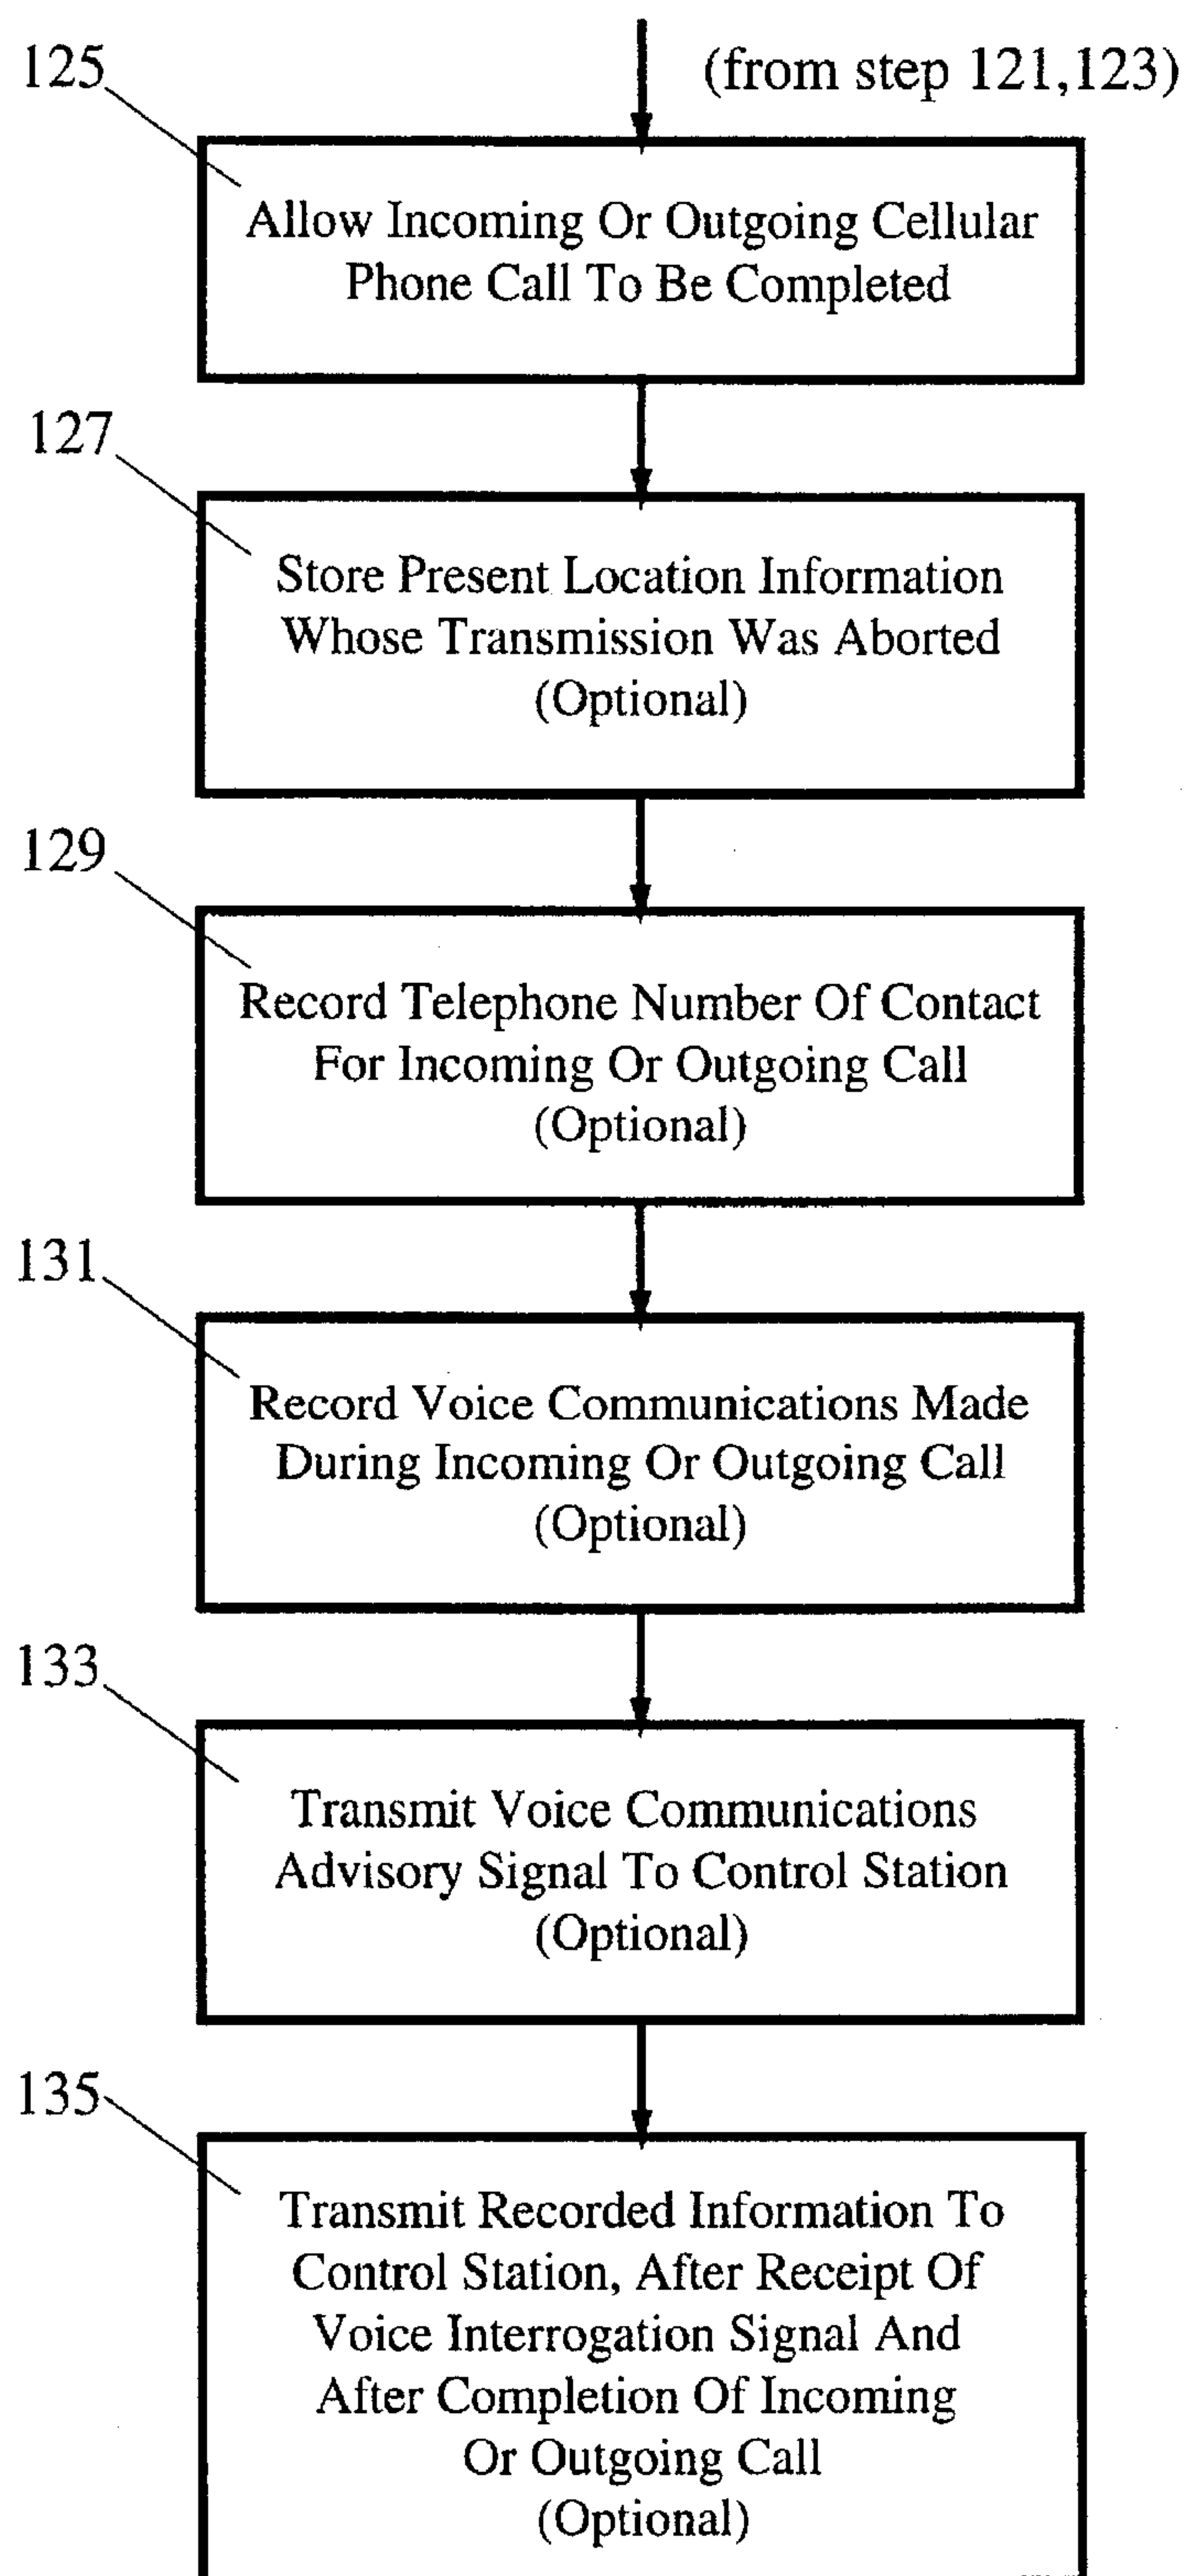 (from step 121,123)
125
Allow Incoming Or Outgoing Cellular
Phone Call To Be Completed
127
Store Present Location Information
Whose Transmission Was Aborted
(Optional)
129
Record Telephone Number Of Contact
For Incoming Or Outgoing Call
(Optional)
131
Record Voice Communications Made
During Incoming Or Outgoing Call
(Optional)
133
Transmit Voice Communications
Advisory Signal To Control Station
(Optional)
135
Transmit Recorded Information To
Control Station, After Receipt Of
Voice Interrogation Signal And
After Completion Of Incoming
Or Outgoing Call
(Optional)